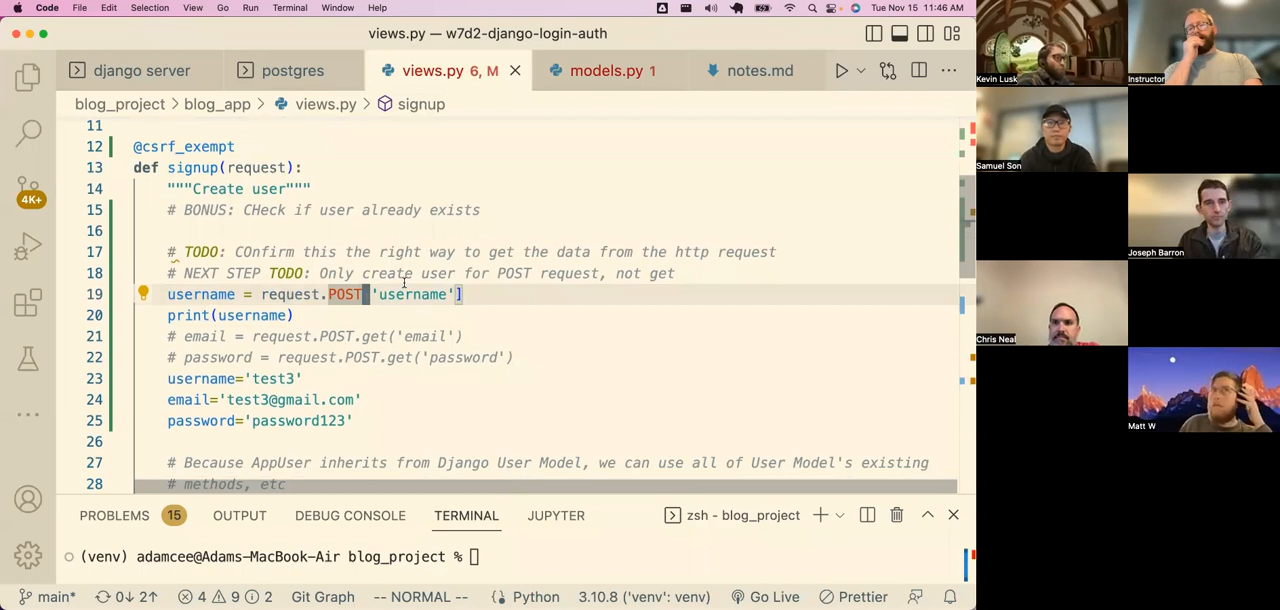 Code File Edit Selection View Go Run Terminal Window Help Tue Nov 15 11:46 AM
views.py — w7d2-django-login-auth
django server postgres views.py 6, M models.py 1 notes.md
blog_project > blog_app > views.py > signup
11
12 @csrf_exempt
13 def signup(request):
14 """Create user"""
15 # BONUS: CHeck if user already exists
16
17 # TODO: COnfirm this the right way to get the data from the http request
18 # NEXT STEP TODO: Only create user for POST request, not get
19 username = request.POST['username']
20 print(username)
21 # email = request.POST.get('email')
22 # password = request.POST.get('password')
23 username='test3'
24 email='test3@gmail.com'
25 password='password123'
26
27 # Because AppUser inherits from Django User Model, we can use all of User Model's existing
28 # methods, etc
4K+
PROBLEMS 15 OUTPUT DEBUG CONSOLE TERMINAL JUPYTER zsh - blog_project
(venv) adamcee@Adams-MacBook-Air blog_project %
main* 0↓ 2↑ 4 9 2 Git Graph -- NORMAL -- Python 3.10.8 ('venv': venv) Go Live Prettier
Kevin Lusk
Instructor
Samuel Son
Joseph Barron
Chris Neal
Matt W